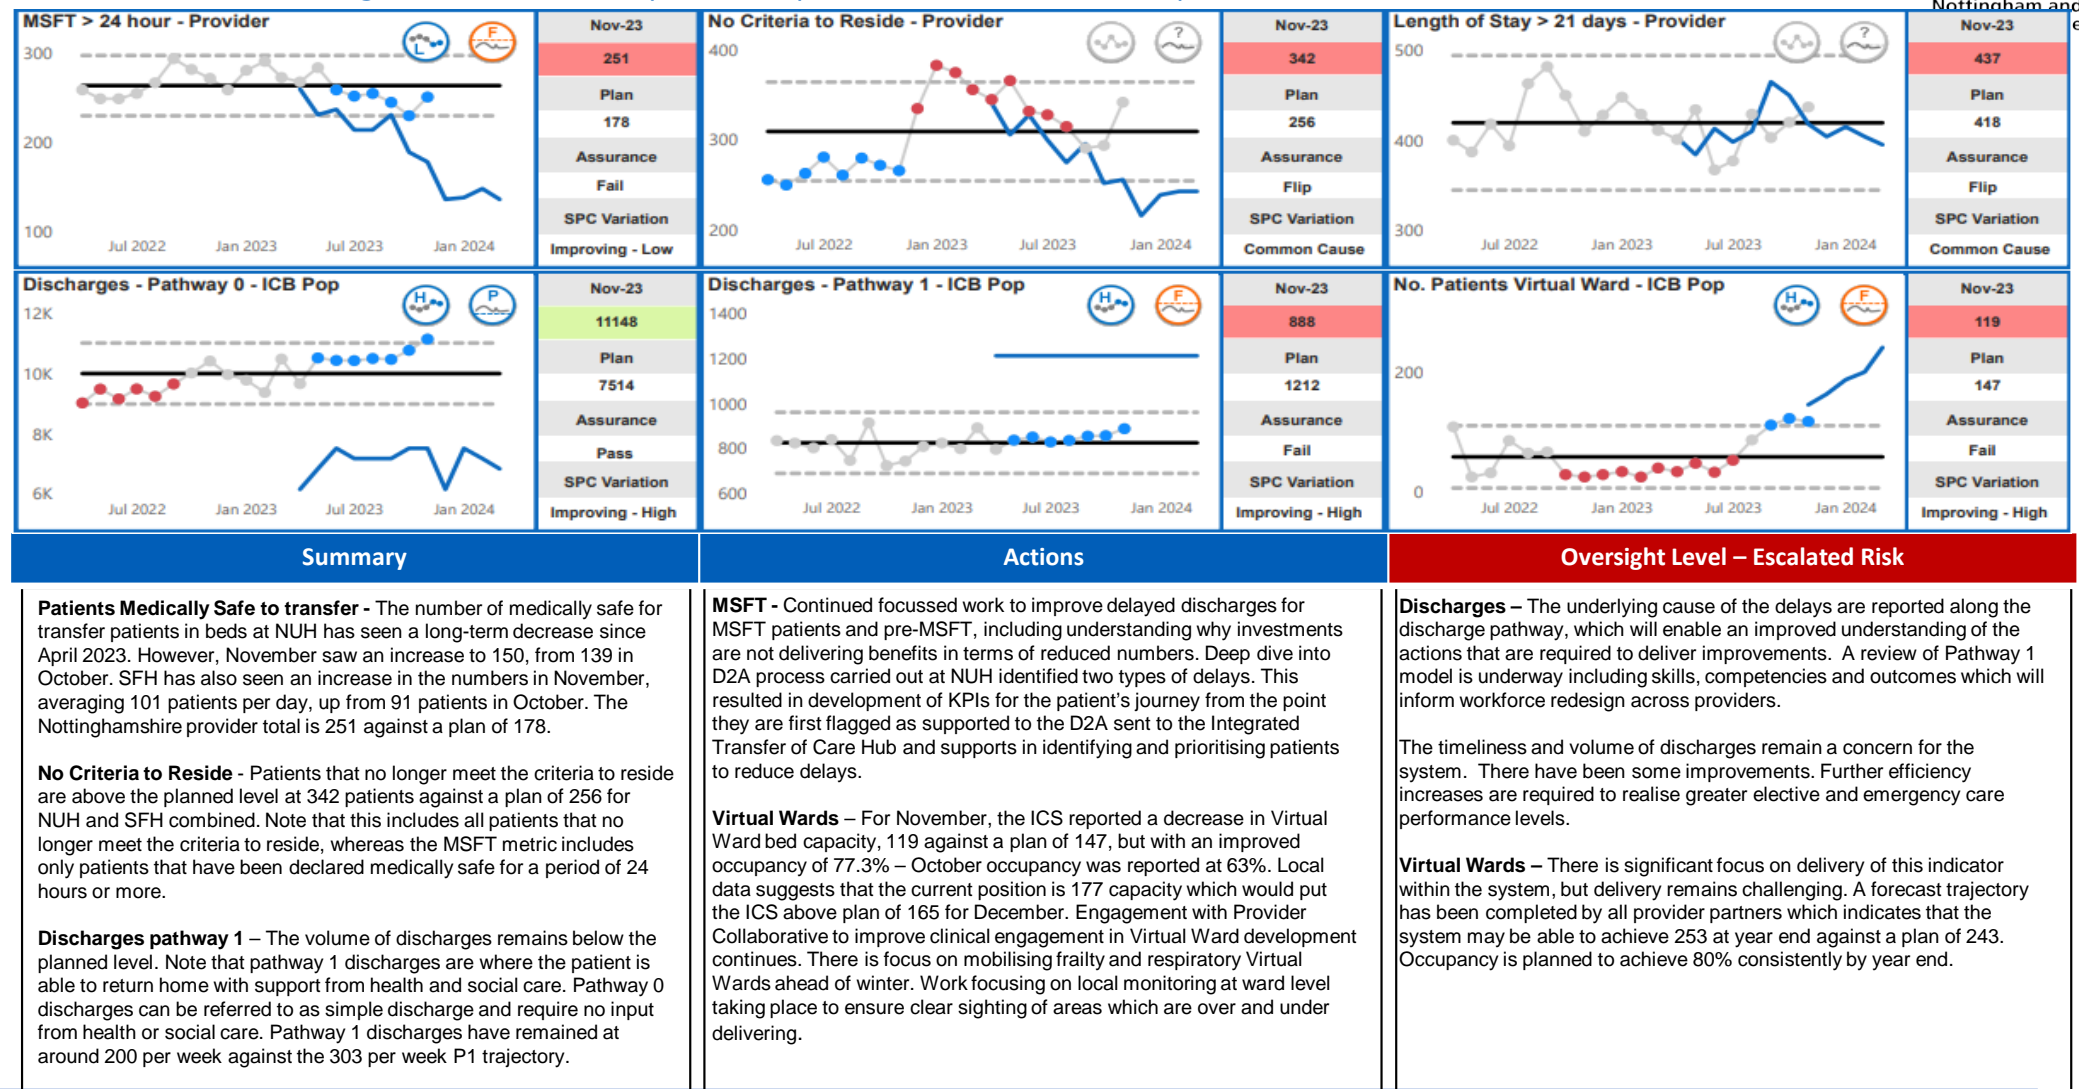 Nottingham and
MSFT > 24 hour - Provider
L
F
300
200
100
Jul 2022
Jan 2023
Jul 2023
Jan 2024
Nov-23
251
Plan
178
Assurance
Fail
SPC Variation
Improving - Low
No Criteria to Reside - Provider
?
400
300
200
Jul 2022
Jan 2023
Jul 2023
Jan 2024
Nov-23
342
Plan
256
Assurance
Flip
SPC Variation
Common Cause
Length of Stay > 21 days - Provider
?
500
400
300
Jul 2022
Jan 2023
Jul 2023
Jan 2024
Nov-23
437
Plan
418
Assurance
Flip
SPC Variation
Common Cause
Discharges - Pathway 0 - ICB Pop
H
P
12K
10K
8K
6K
Jul 2022
Jan 2023
Jul 2023
Jan 2024
Nov-23
11148
Plan
7514
Assurance
Pass
SPC Variation
Improving - High
Discharges - Pathway 1 - ICB Pop
H
F
1400
1200
1000
800
600
Jul 2022
Jan 2023
Jul 2023
Jan 2024
Nov-23
888
Plan
1212
Assurance
Fail
SPC Variation
Improving - High
No. Patients Virtual Ward - ICB Pop
H
F
200
0
Jul 2022
Jan 2023
Jul 2023
Jan 2024
Nov-23
119
Plan
147
Assurance
Fail
SPC Variation
Improving - High
Summary
Patients Medically Safe to transfer - The number of medically safe for
transfer patients in beds at NUH has seen a long-term decrease since
April 2023. However, November saw an increase to 150, from 139 in
October. SFH has also seen an increase in the numbers in November,
averaging 101 patients per day, up from 91 patients in October. The
Nottinghamshire provider total is 251 against a plan of 178.
No Criteria to Reside - Patients that no longer meet the criteria to reside
are above the planned level at 342 patients against a plan of 256 for
NUH and SFH combined. Note that this includes all patients that no
longer meet the criteria to reside, whereas the MSFT metric includes
only patients that have been declared medically safe for a period of 24
hours or more.
Discharges pathway 1 – The volume of discharges remains below the
planned level. Note that pathway 1 discharges are where the patient is
able to return home with support from health and social care. Pathway 0
discharges can be referred to as simple discharge and require no input
from health or social care. Pathway 1 discharges have remained at
around 200 per week against the 303 per week P1 trajectory.
Actions
MSFT - Continued focussed work to improve delayed discharges for
MSFT patients and pre-MSFT, including understanding why investments
are not delivering benefits in terms of reduced numbers. Deep dive into
D2A process carried out at NUH identified two types of delays. This
resulted in development of KPIs for the patient's journey from the point
they are first flagged as supported to the D2A sent to the Integrated
Transfer of Care Hub and supports in identifying and prioritising patients
to reduce delays.
Virtual Wards – For November, the ICS reported a decrease in Virtual
Ward bed capacity, 119 against a plan of 147, but with an improved
occupancy of 77.3% – October occupancy was reported at 63%. Local
data suggests that the current position is 177 capacity which would put
the ICS above plan of 165 for December. Engagement with Provider
Collaborative to improve clinical engagement in Virtual Ward development
continues. There is focus on mobilising frailty and respiratory Virtual
Wards ahead of winter. Work focusing on local monitoring at ward level
taking place to ensure clear sighting of areas which are over and under
delivering.
Oversight Level – Escalated Risk
Discharges – The underlying cause of the delays are reported along the
discharge pathway, which will enable an improved understanding of the
actions that are required to deliver improvements. A review of Pathway 1
model is underway including skills, competencies and outcomes which will
inform workforce redesign across providers.
The timeliness and volume of discharges remain a concern for the
system. There have been some improvements. Further efficiency
increases are required to realise greater elective and emergency care
performance levels.
Virtual Wards – There is significant focus on delivery of this indicator
within the system, but delivery remains challenging. A forecast trajectory
has been completed by all provider partners which indicates that the
system may be able to achieve 253 at year end against a plan of 243.
Occupancy is planned to achieve 80% consistently by year end.